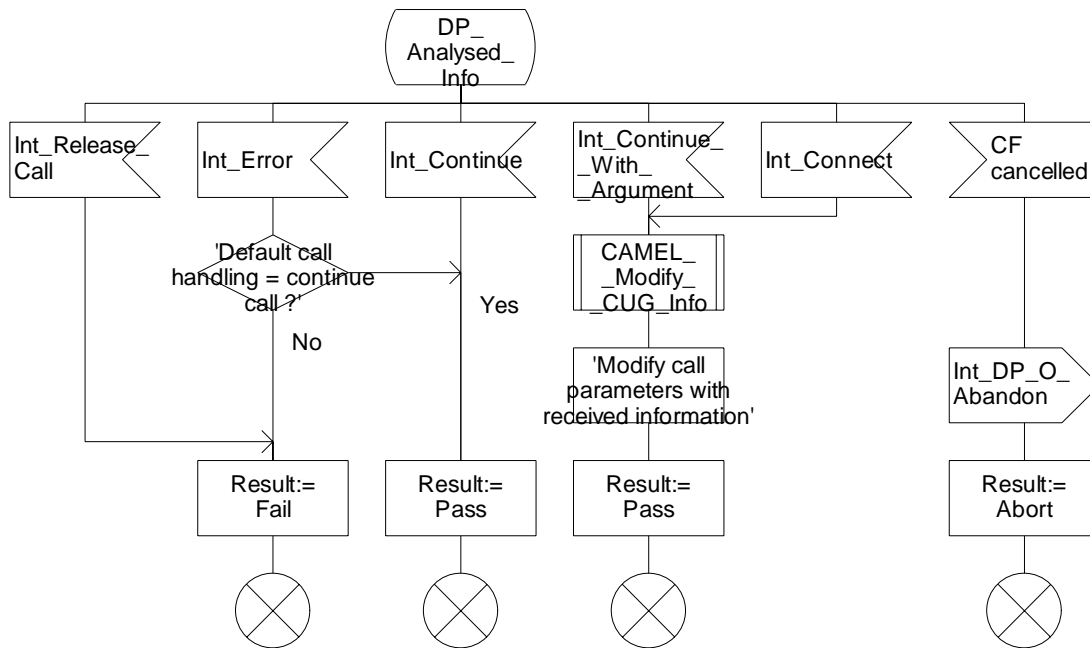 DP_
Analysed_
Info
Int_Release_
Call
Int_Error
Int_Continue
Int_Continue_
_With_
_Argument
Int_Connect
CF
cancelled
'Default call
handling = continue
call ?'
Yes
No
CAMEL_
_Modify_
_CUG_Info
'Modify call
parameters with
received information'
Int_DP_O_
Abandon
Result:=
Fail
Result:=
Pass
Result:=
Pass
Result:=
Abort